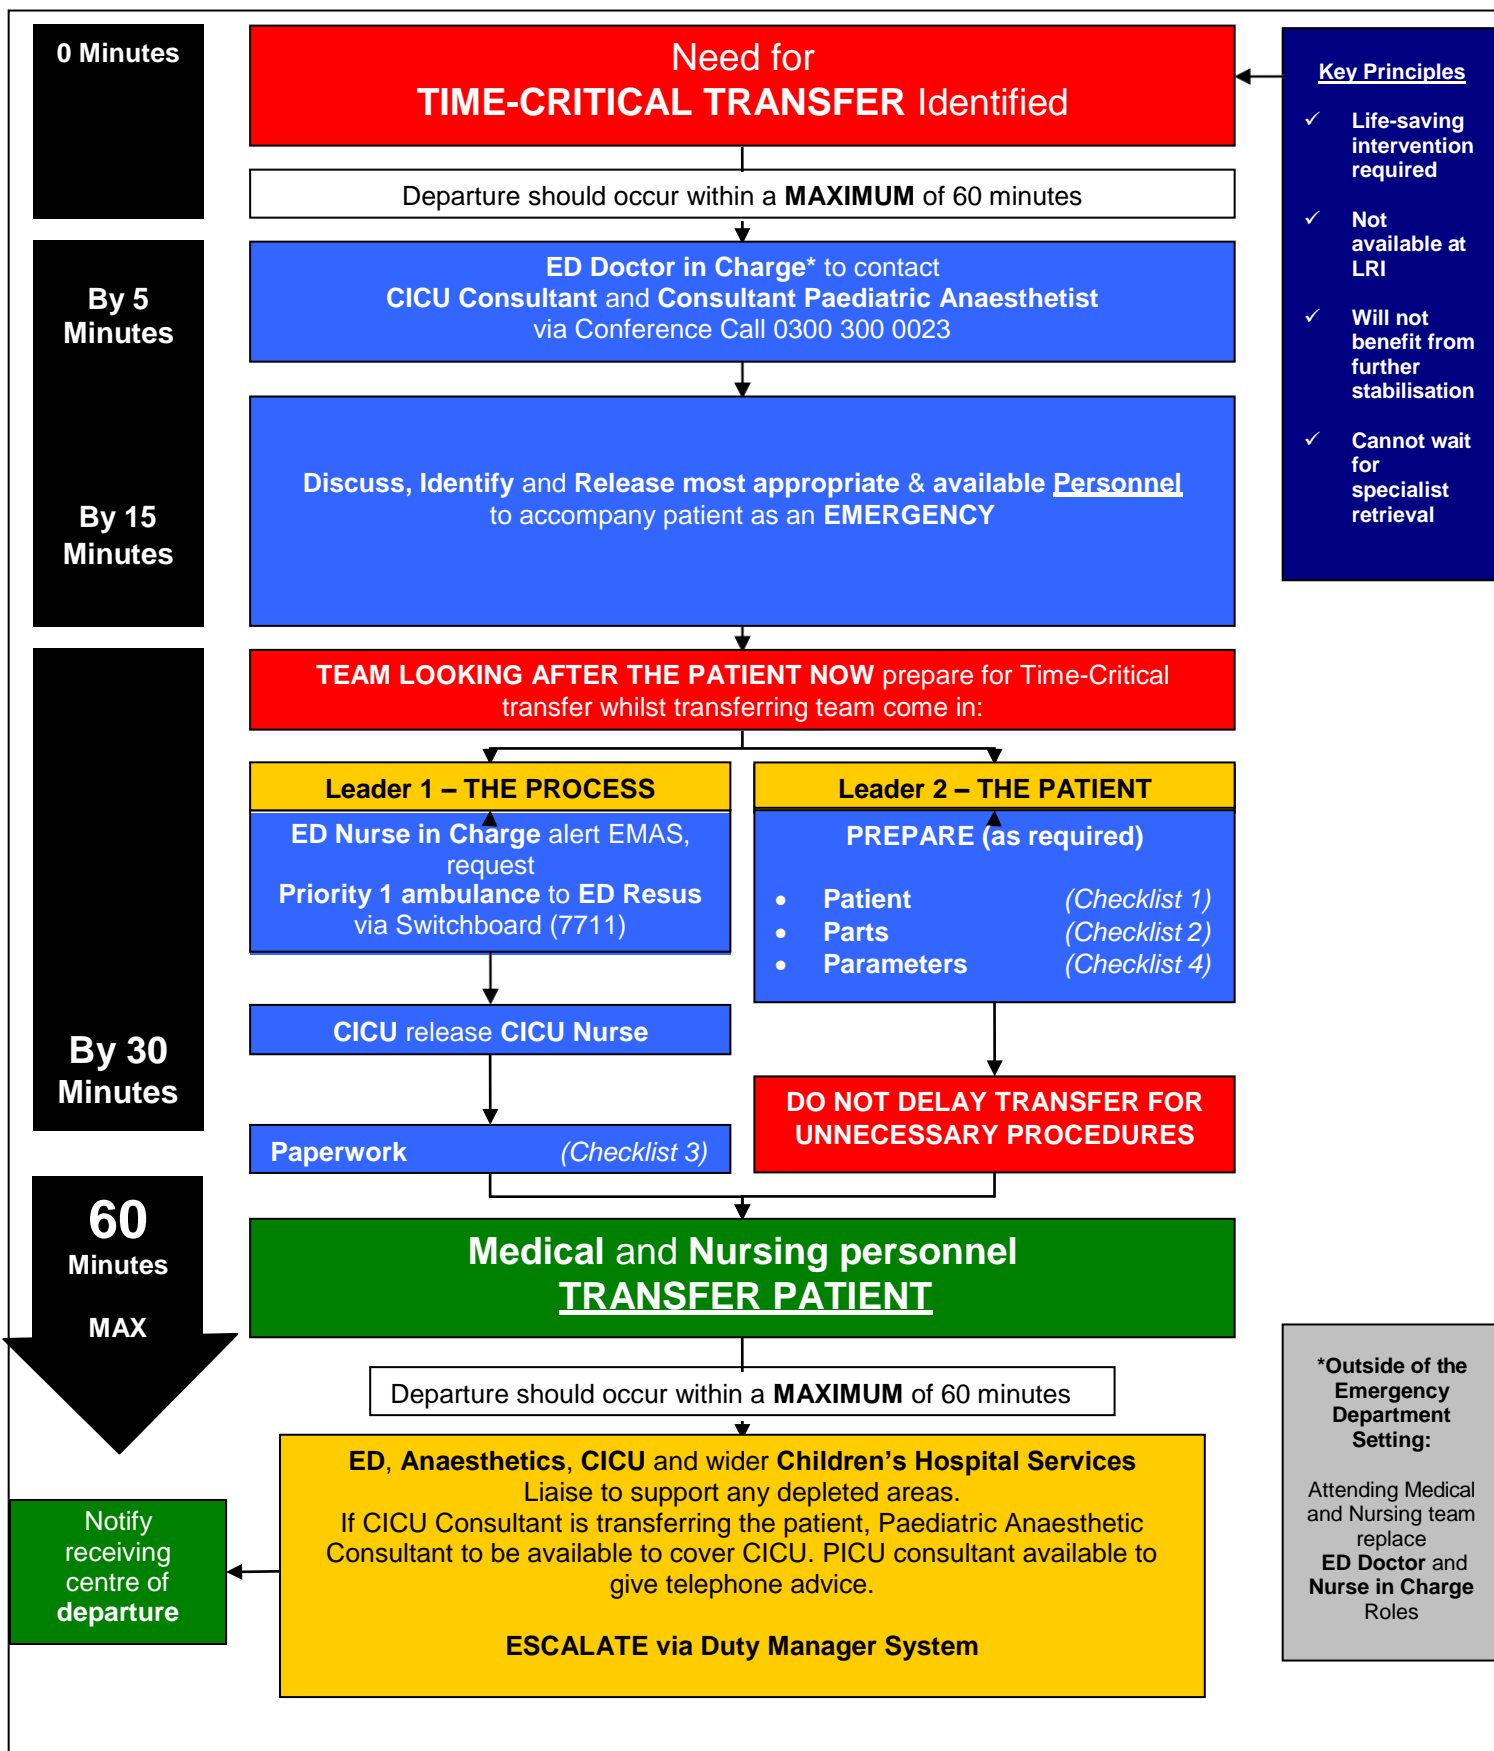 0 Minutes
Need for
TIME-CRITICAL TRANSFER Identified
Departure should occur within a MAXIMUM of 60 minutes
Key Principles
✓ Life-saving
intervention
required
✓ Not
available at
LRI
✓ Will not
benefit from
further
stabilisation
✓ Cannot wait
for
specialist
retrieval
By 5
Minutes
ED Doctor in Charge* to contact
CICU Consultant and Consultant Paediatric Anaesthetist
via Conference Call 0300 300 0023
By 15
Minutes
Discuss, Identify and Release most appropriate & available Personnel
to accompany patient as an EMERGENCY
TEAM LOOKING AFTER THE PATIENT NOW prepare for Time-Critical
transfer whilst transferring team come in:
Leader 1 – THE PROCESS
ED Nurse in Charge alert EMAS,
request
Priority 1 ambulance to ED Resus
via Switchboard (7711)
CICU release CICU Nurse
Paperwork (Checklist 3)
Leader 2 – THE PATIENT
PREPARE (as required)
• Patient (Checklist 1)
• Parts (Checklist 2)
• Parameters (Checklist 4)
DO NOT DELAY TRANSFER FOR
UNNECESSARY PROCEDURES
By 30
Minutes
60
Minutes
MAX
Medical and Nursing personnel
TRANSFER PATIENT
Departure should occur within a MAXIMUM of 60 minutes
ED, Anaesthetics, CICU and wider Children's Hospital Services
Liaise to support any depleted areas.
If CICU Consultant is transferring the patient, Paediatric Anaesthetic
Consultant to be available to cover CICU. PICU consultant available to
give telephone advice.
ESCALATE via Duty Manager System
Notify
receiving
centre of
departure
*Outside of the
Emergency
Department
Setting:
Attending Medical
and Nursing team
replace
ED Doctor and
Nurse in Charge
Roles